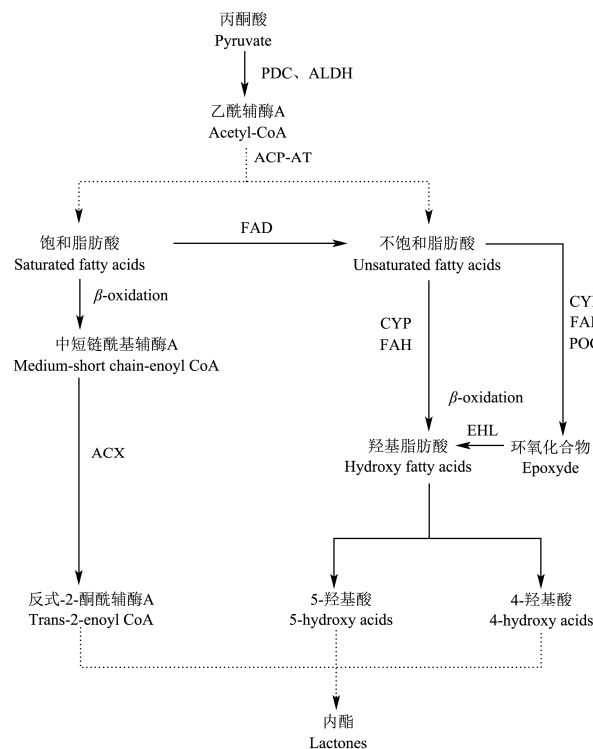 丙酮酸
Pyruvate
PDC、ALDH
乙酰辅酶A
Acetyl-CoA
ACP-AT
饱和脂肪酸
Saturated fatty acids
FAD
不饱和脂肪酸
Unsaturated fatty acids
β-oxidation
中短链酰基辅酶A
Medium-short chain-enoyl CoA
CYP
FAH
β-oxidation
ACX
羟基脂肪酸
Hydroxy fatty acids
EHL
环氧化合物
Epoxyde
反式-2-酮酰辅酶A
Trans-2-enoyl CoA
5-羟基酸
5-hydroxy acids
4-羟基酸
4-hydroxy acids
内酯
Lactones